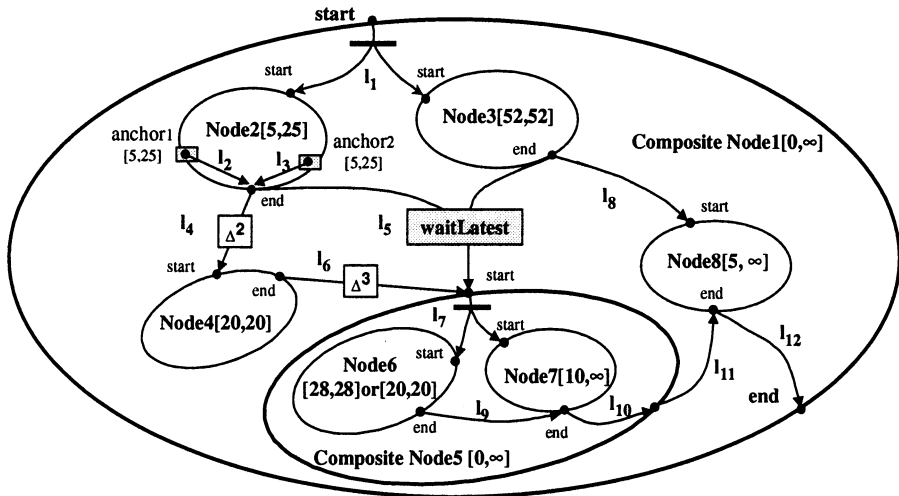 start
start
l₁
start
Node2[5,25]
Node3[52,52]
anchor1
[5,25]
anchor2
[5,25]
l₂
l₃
Composite Node1[0,∞]
end
end
l₄
Δ²
l₅
waitLatest
l₈
start
Node8[5, ∞]
start
l₆
end
Δ³
start
end
Node4[20,20]
l₇
start
start
l₁₂
Node6
[28,28]or[20,20]
Node7[10,∞]
l₁₁
end
l₉
l₁₀
end
end
Composite Node5 [0,∞]